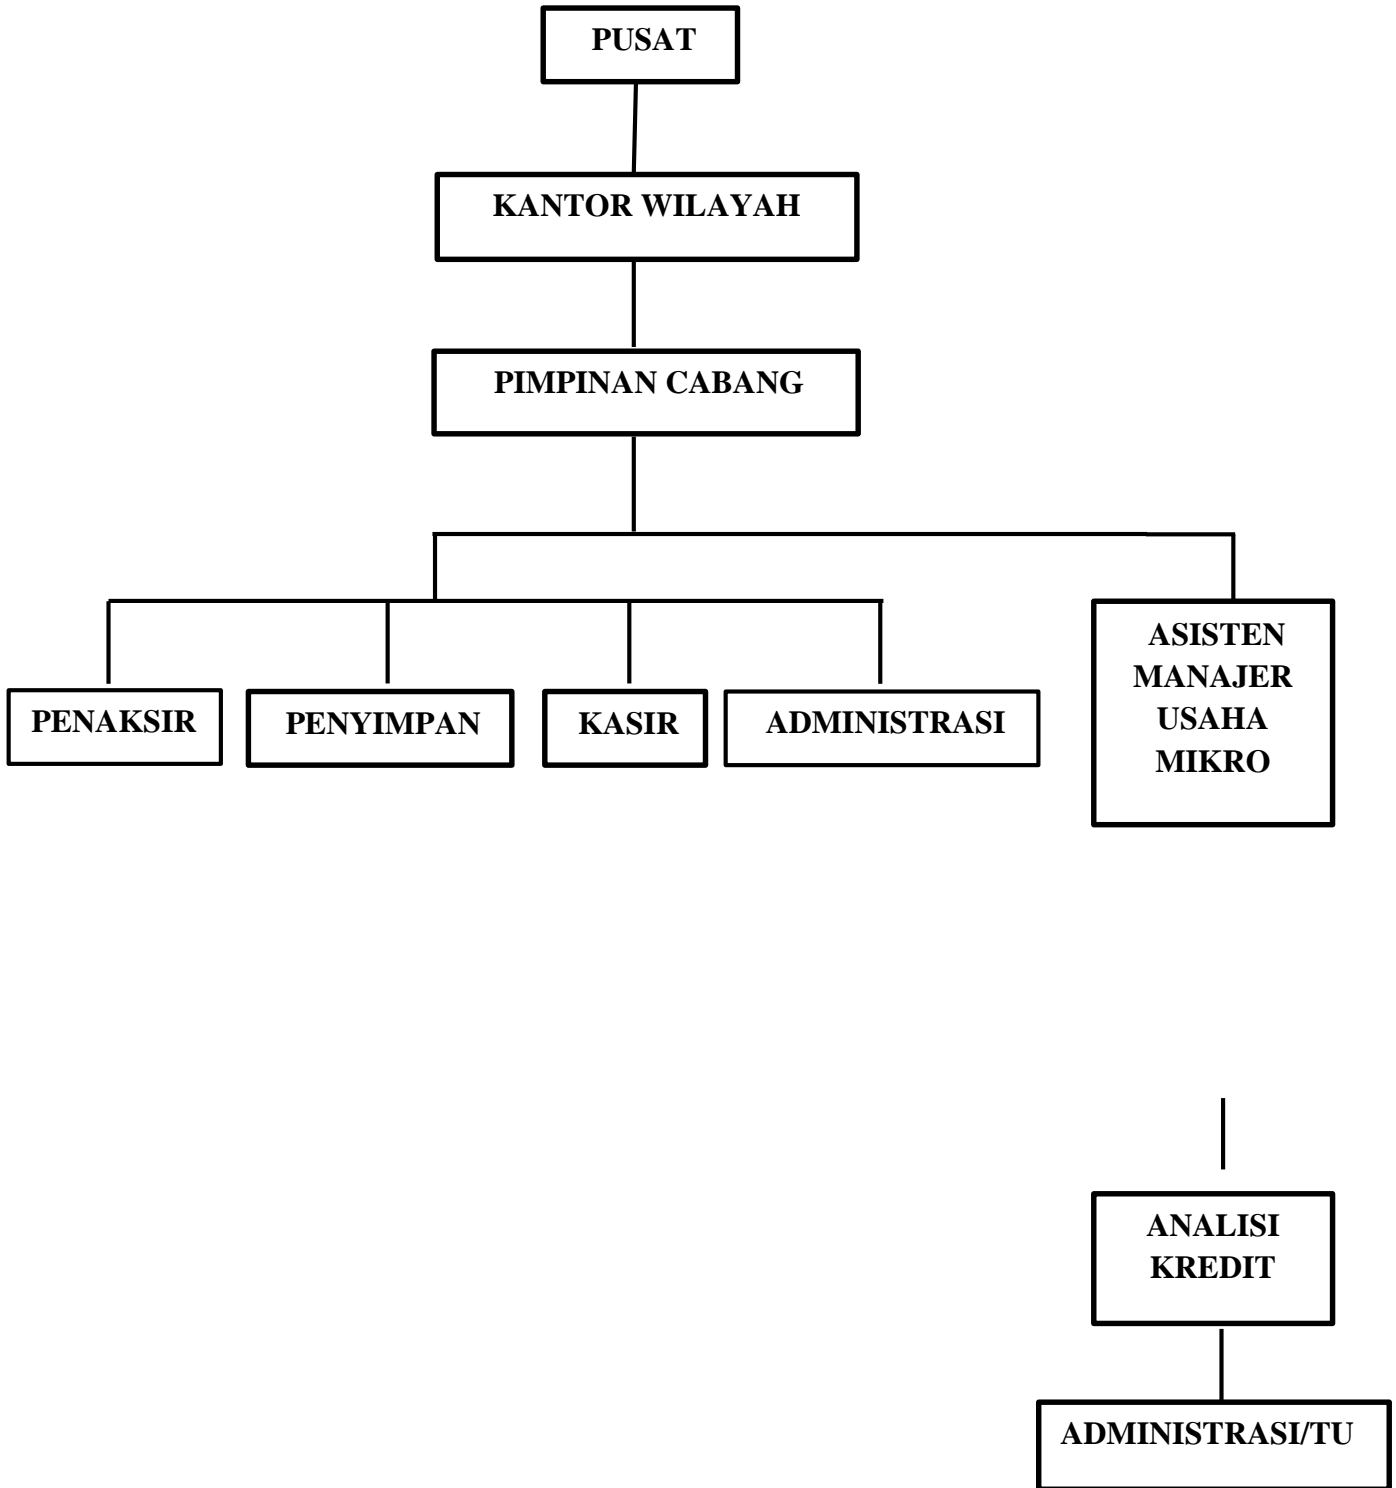 PUSAT
KANTOR WILAYAH
PIMPINAN CABANG
PENAKSIR
PENYIMPAN
KASIR
ADMINISTRASI
ASISTEN
MANAJER
USAHA
MIKRO
ANALISI
KREDIT
ADMINISTRASI/TU